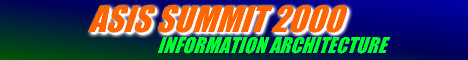 ASIS SUMMIT 2000
INFORMATION ARCHITECTURE